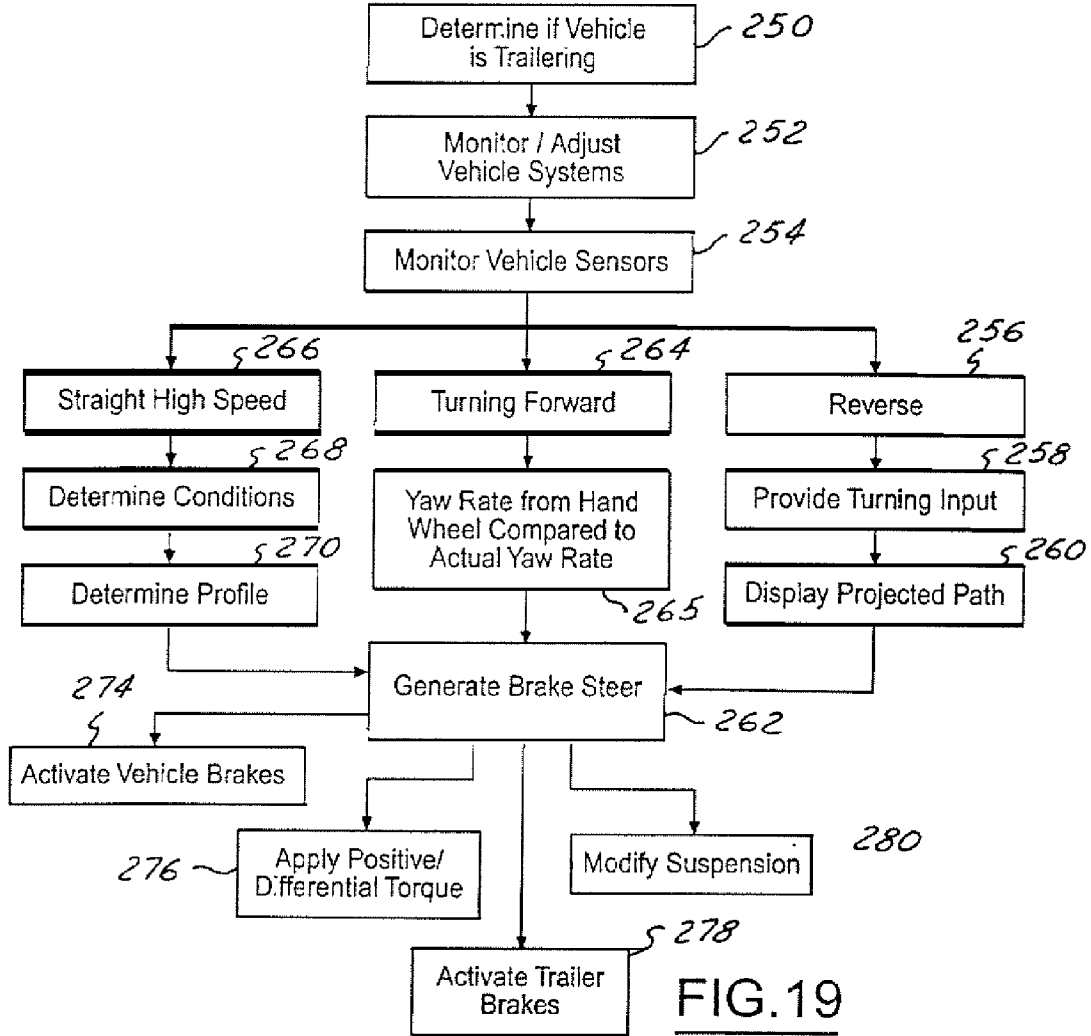 250
Determine if Vehicle
is Trailering
252
Monitor / Adjust
Vehicle Systems
254
Monitor Vehicle Sensors
266
264
256
Straight High Speed
Turning Forward
Reverse
268
258
Determine Conditions
Yaw Rate from Hand
Wheel Compared to
Actual Yaw Rate
Provide Turning Input
270
260
Determine Profile
265
Display Projected Path
274
Generate Brake Steer
262
Activate Vehicle Brakes
276
Apply Positive/
Differential Torque
Modify Suspension
280
278
Activate Trailer
Brakes
FIG.19